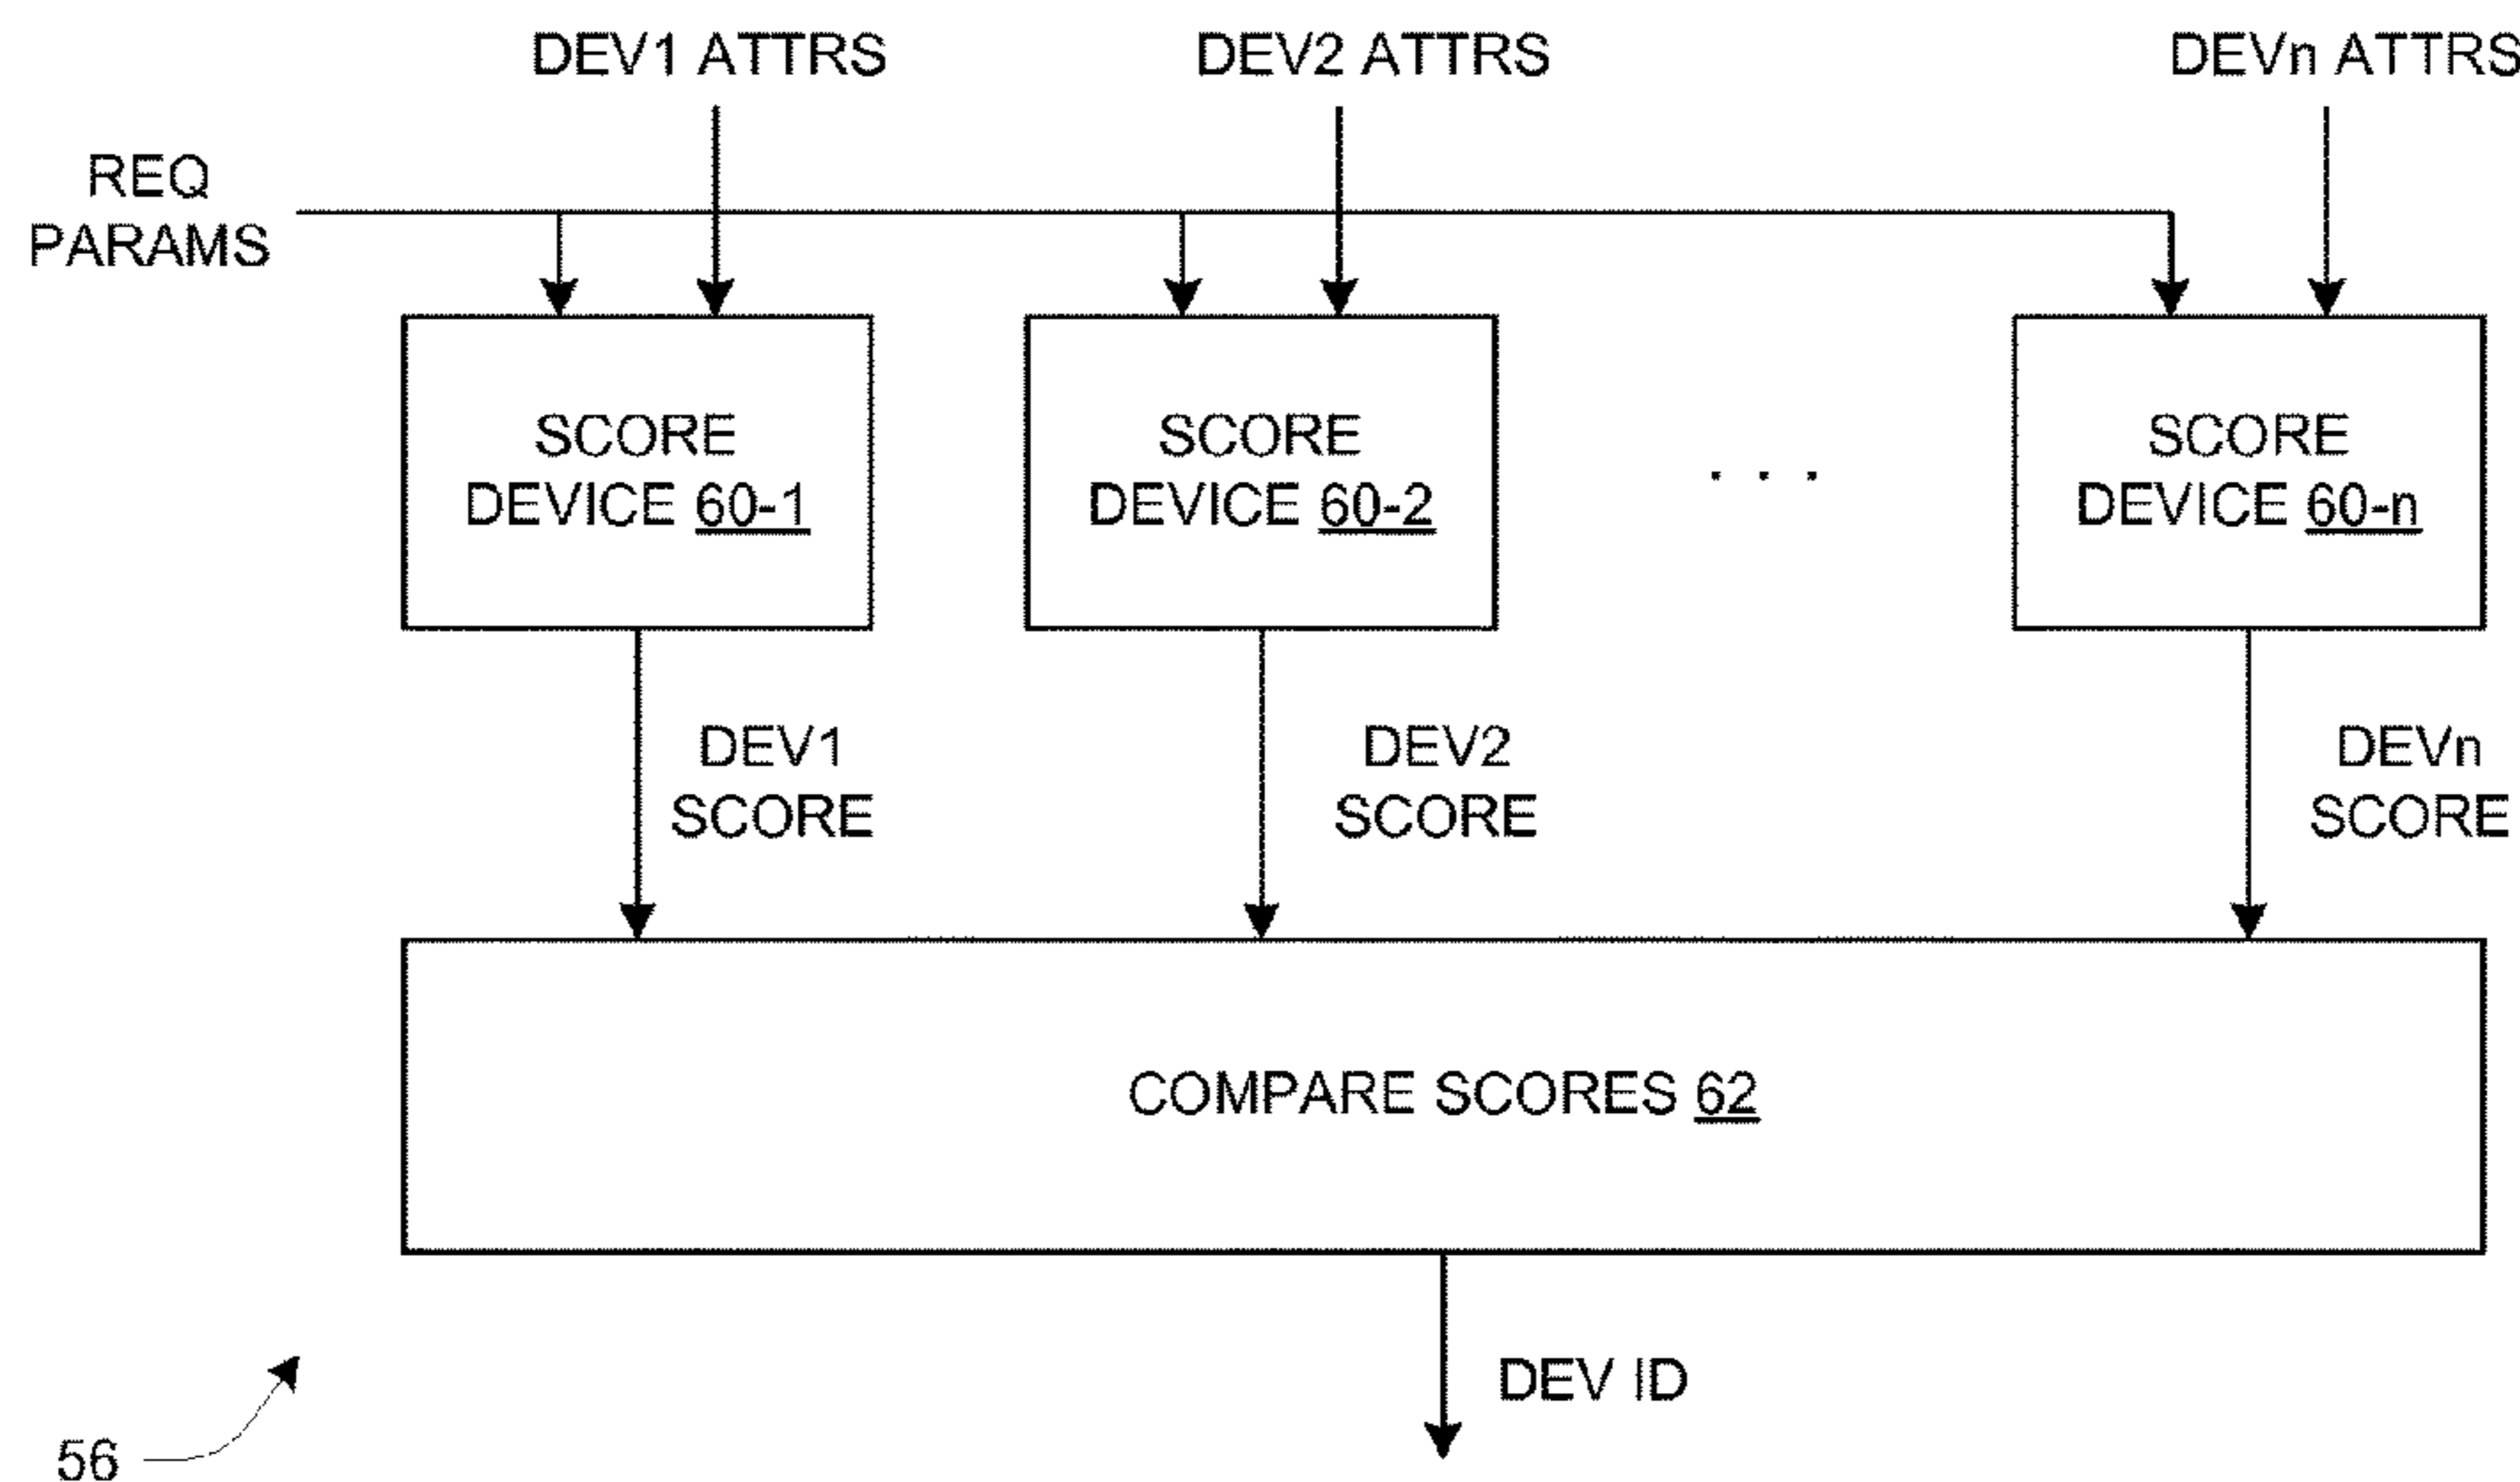 DEV1 ATTRS
DEV2 ATTRS
DEVn ATTRS
REQ
PARAMS
SCORE
DEVICE 60-1
SCORE
DEVICE 60-2
. . .
SCORE
DEVICE 60-n
DEV1
SCORE
DEV2
SCORE
DEVn
SCORE
COMPARE SCORES 62
DEV ID
56